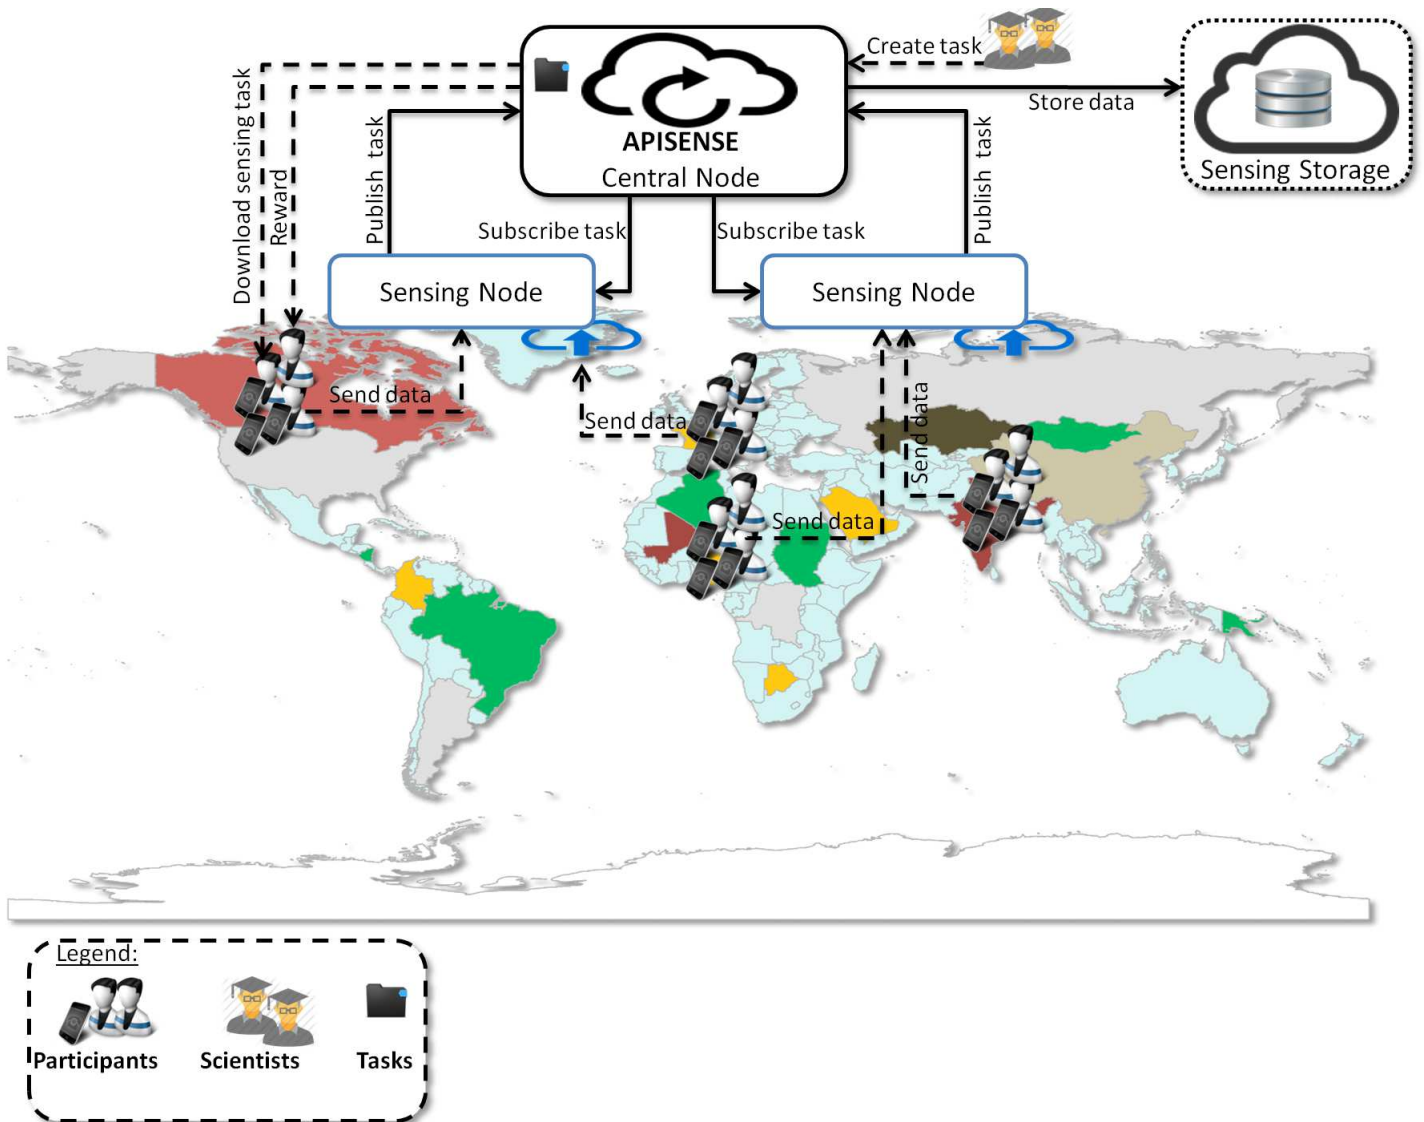 Create task
Store data
APISENSE
Central Node
Sensing Storage
Download sensing task
Reward
Publish task
Subscribe task
Subscribe task
Publish task
Sensing Node
Sensing Node
Send data
Send data
Send data
Send data
Legend:
Participants
Scientists
Tasks